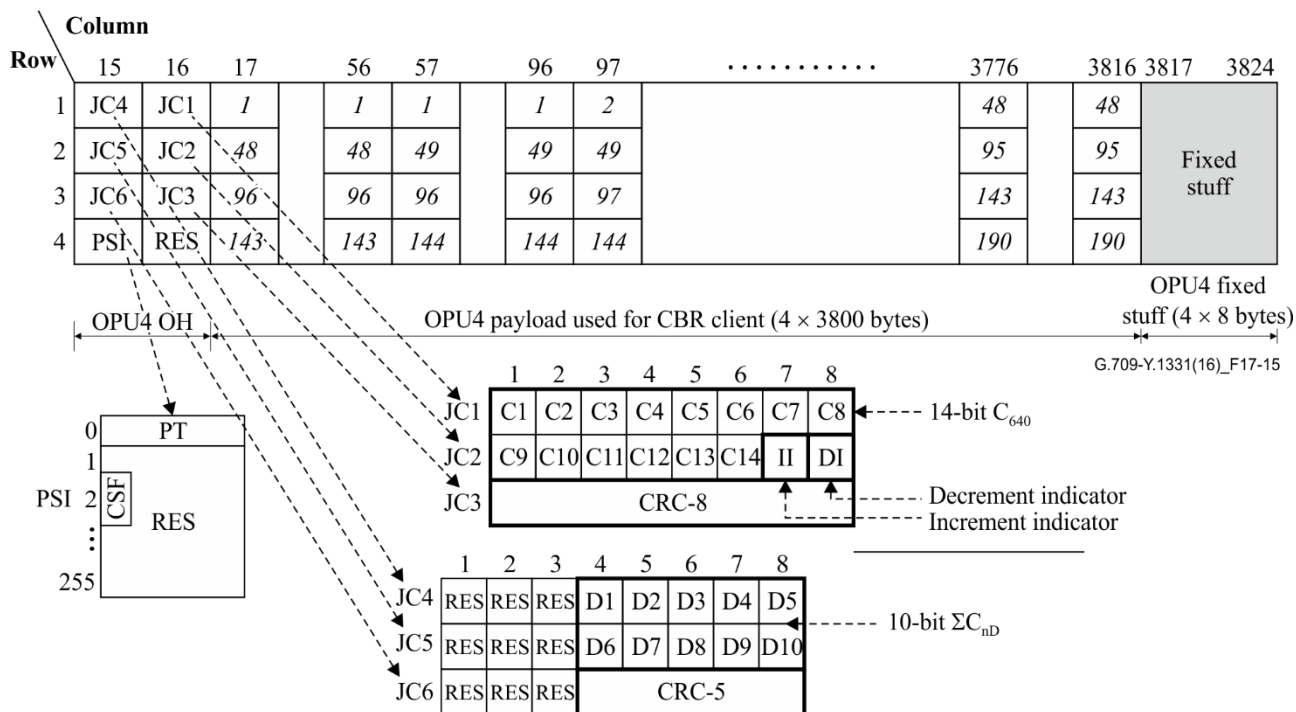 Column
Row
15 16 17 56 57 96 97 . . . . . . . . . . . 3776 3816 3817 3824
1 JC4 JC1 1 1 1 1 2 48 48
2 JC5 JC2 48 48 49 49 49 95 95
3 JC6 JC3 96 96 96 96 97 143 143
4 PSI RES 143 143 144 144 144 190 190
Fixed
stuff
OPU4 OH
OPU4 payload used for CBR client (4 × 3800 bytes)
OPU4 fixed
stuff (4 × 8 bytes)
G.709-Y.1331(16)_F17-15
1 2 3 4 5 6 7 8
JC1 C1 C2 C3 C4 C5 C6 C7 C8
14-bit C640
JC2 C9 C10 C11 C12 C13 C14 II DI
JC3 CRC-8
Decrement indicator
Increment indicator
0 PT
1
PSI 2 CSF RES
255
1 2 3 4 5 6 7 8
JC4 RES RES RES D1 D2 D3 D4 D5
10-bit ΣCnD
JC5 RES RES RES D6 D7 D8 D9 D10
JC6 RES RES RES CRC-5